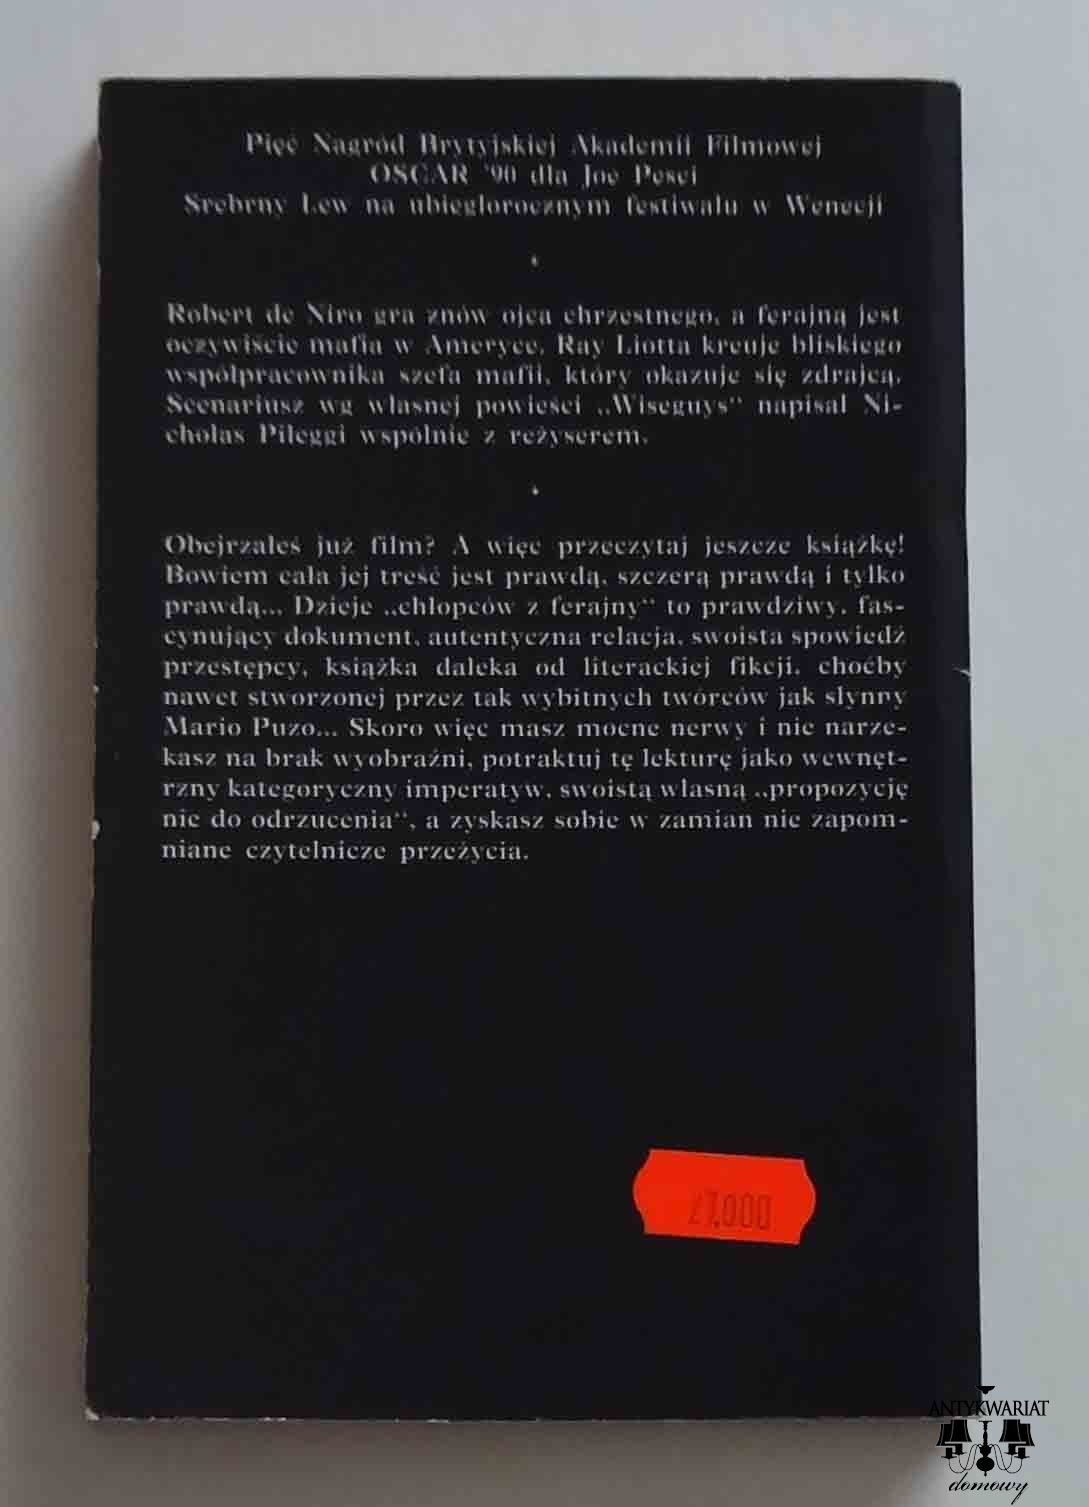 Pięć Nagród Brytyjskiej Akademii Filmowej
OSCAR '90 dla Joe Pesci
Srebrny Lew na ubiegłorocznym festiwalu w Wenecji
Robert de Niro gra znów ojca chrzestnego, a ferajną jest
oczywiście mafia w Ameryce. Ray Liotta kreuje bliskiego
współpracownika szefa mafii, który okazuje się zdrajcą.
Scenariusz wg własnej powieści „Wiseguys" napisał Ni-
cholas Pileggi wspólnie z reżyserem.
Obejrzałeś już film? A więc przeczytaj jeszcze książkę!
Bowiem cała jej treść jest prawdą, szczerą prawdą i tylko
prawdą... Dzieje „chłopców z ferajny" to prawdziwy, fas-
cynujący dokument, autentyczna relacja, swoista spowiedź
przestępcy, książka daleka od literackiej fikcji, choćby
nawet stworzonej przez tak wybitnych twórców jak słynny
Mario Puzo... Skoro więc masz mocne nerwy i nie narze-
kasz na brak wyobraźni, potraktuj tę lekturę jako wewnęt-
rzny kategoryczny imperatyw, swoistą własną „propozycję
nie do odrzucenia", a zyskasz sobie w zamian nie zapom-
niane czytelnicze przeżycia.
27.000
ANTYKWARIAT
domowy